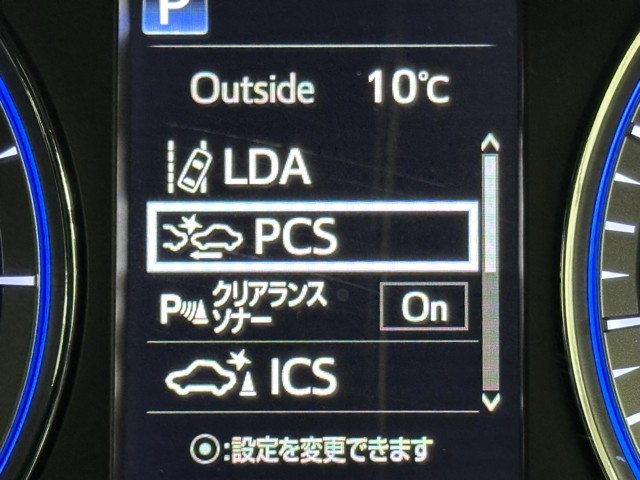 P
Outside 10℃
LDA
PCS
P クリアランス
ソナー On
ICS
:設定を変更できます